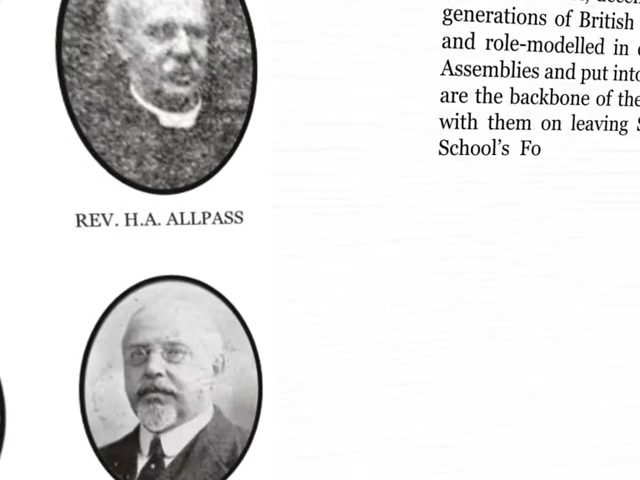 generations of British
and role-modelled in
Assemblies and put into
are the backbone of the
with them on leaving
School's Fo
REV. H.A. ALLPASS